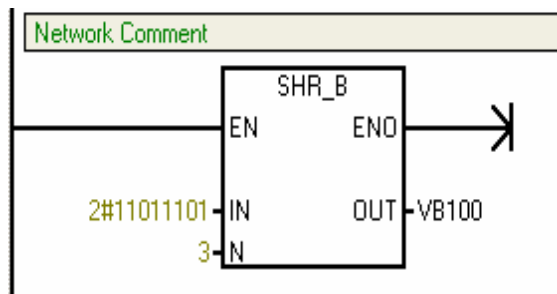 Network Comment
SHR_B
EN ENO
2#11011101 IN OUT VB100
3 N